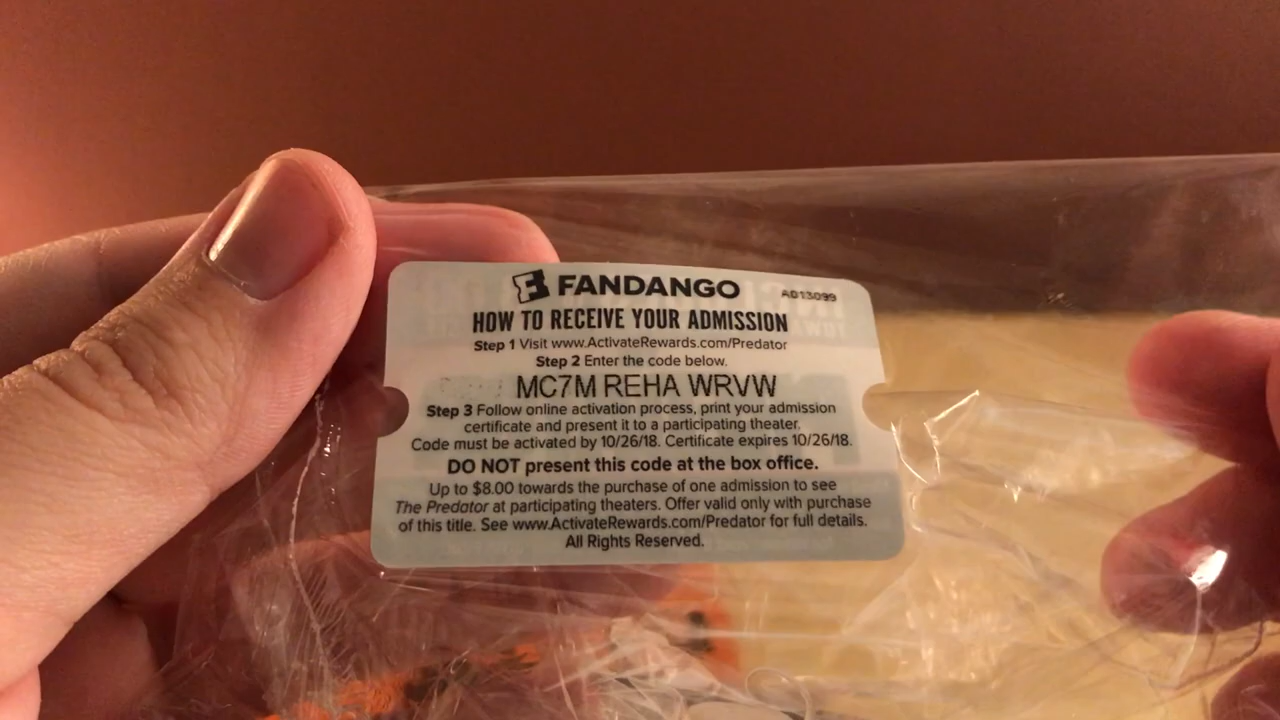 FANDANGO
A013099
HOW TO RECEIVE YOUR ADMISSION
Step 1 Visit www.ActivateRewards.com/Predator
Step 2 Enter the code below.
MC7M REHA WRVW
Step 3 Follow online activation process, print your admission
certificate and present it to a participating theater.
Code must be activated by 10/26/18. Certificate expires 10/26/18.
DO NOT present this code at the box office.
Up to $8.00 towards the purchase of one admission to see
The Predator at participating theaters. Offer valid only with purchase
of this title. See www.ActivateRewards.com/Predator for full details.
All Rights Reserved.